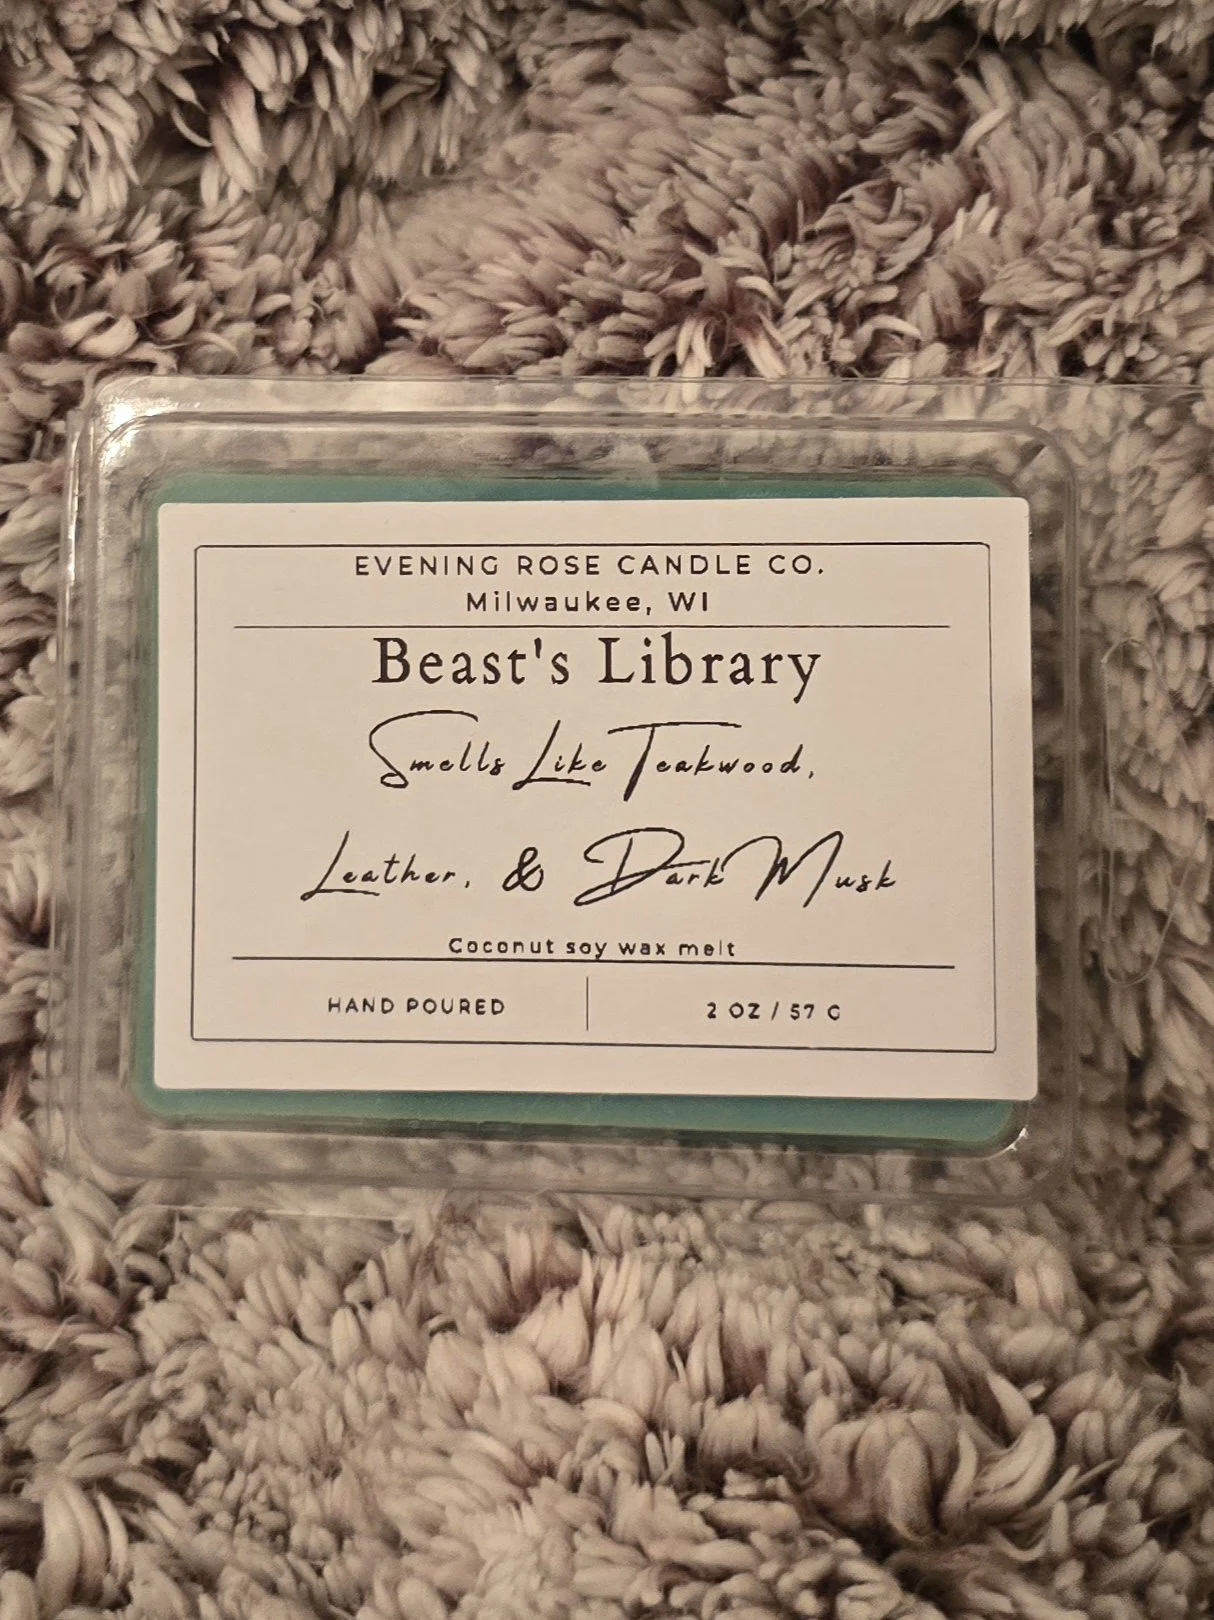 EVENING ROSE CANDLE CO.
Milwaukee, WI
Beast's Library
Smells Like Teakwood,
Leather, & Dark Musk
Coconut soy wax melt
HAND POURED
2 OZ / 57 G